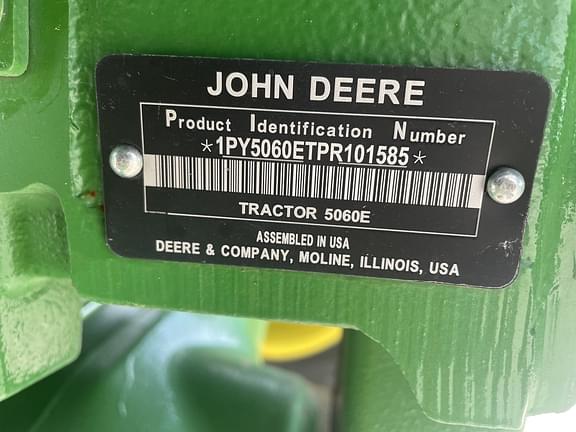 JOHN DEERE
Product Identification Number
*1PY5060ETPR101585*
TRACTOR 5060E
ASSEMBLED IN USA
DEERE & COMPANY, MOLINE, ILLINOIS, USA